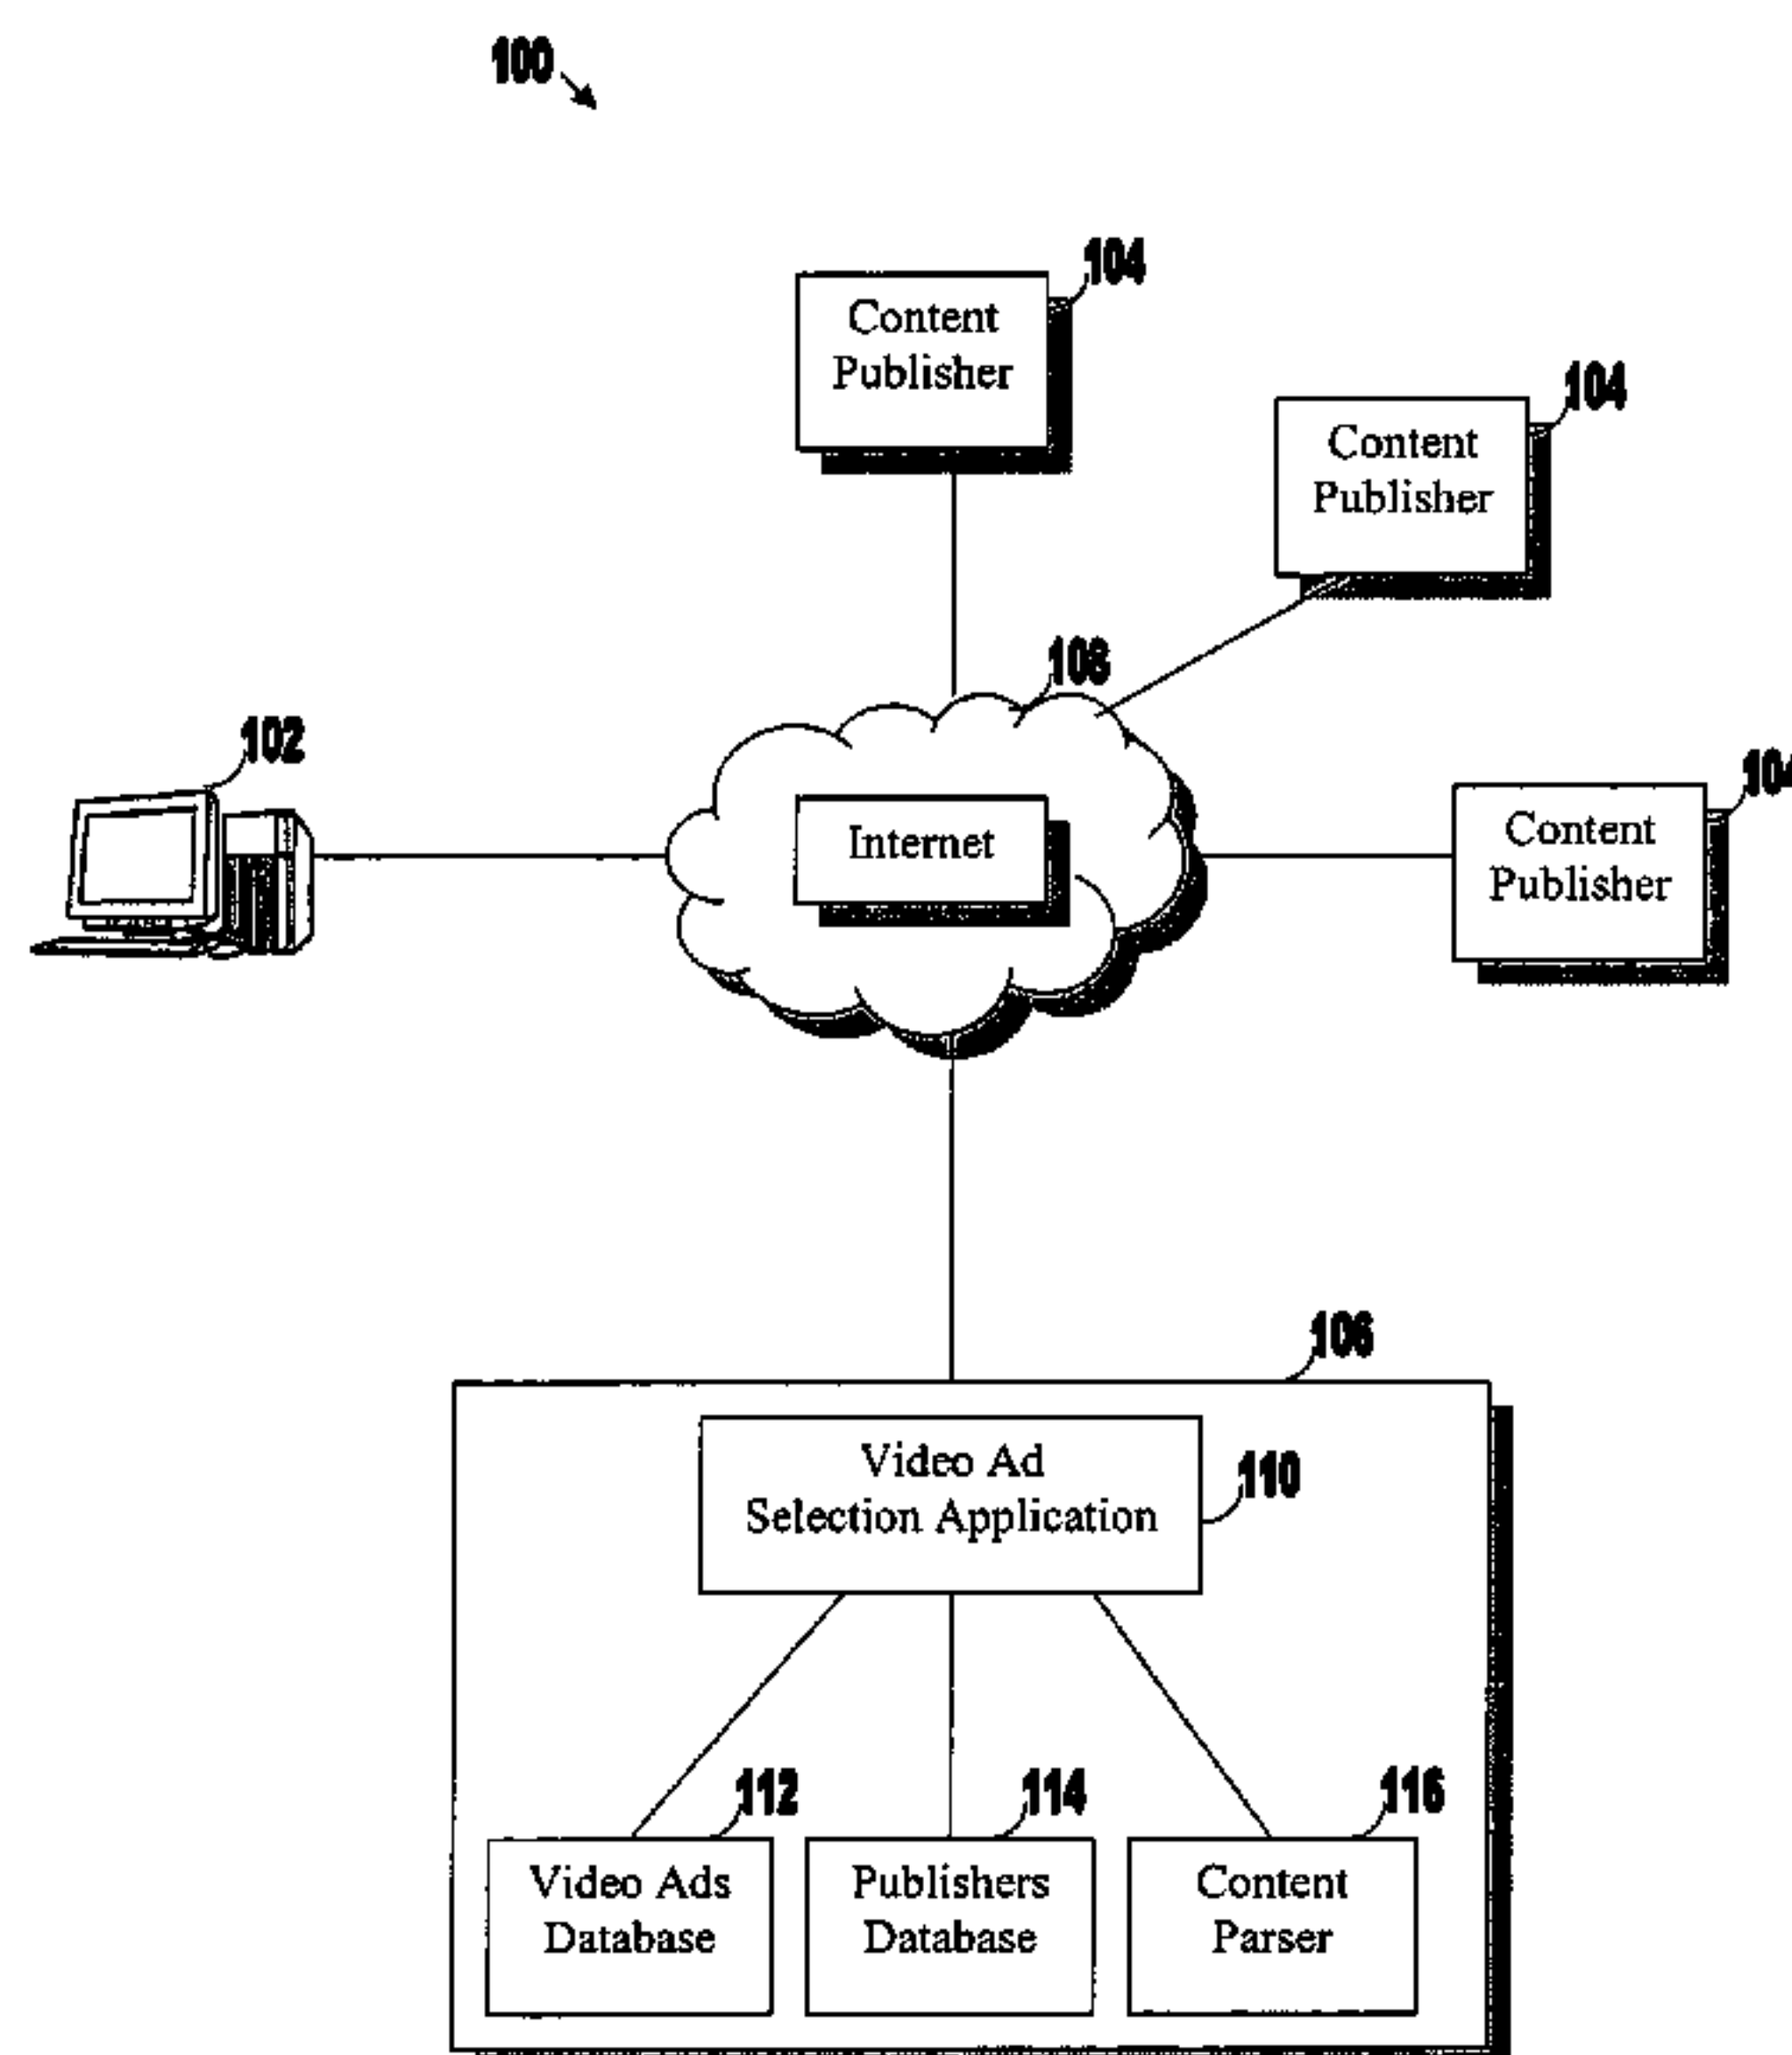 100
104
Content
Publisher
104
Content
Publisher
108
102
104
Internet
Content
Publisher
106
Video Ad
Selection Application
110
112
114
116
Video Ads
Database
Publishers
Database
Content
Parser